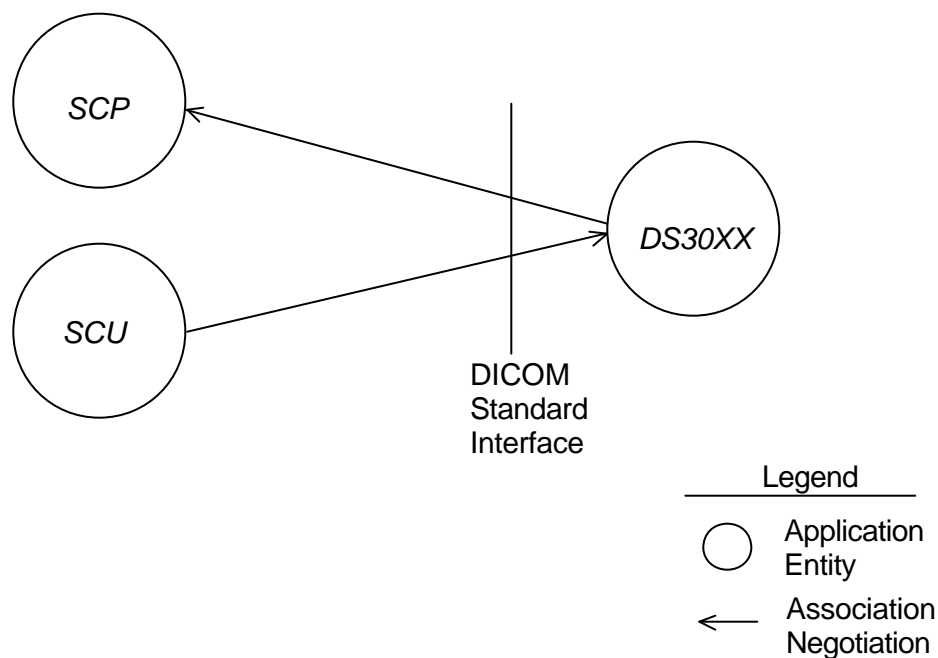 SCP
DS30XX
SCU
DICOM
Standard
Interface
Legend
Application
Entity
Association
Negotiation